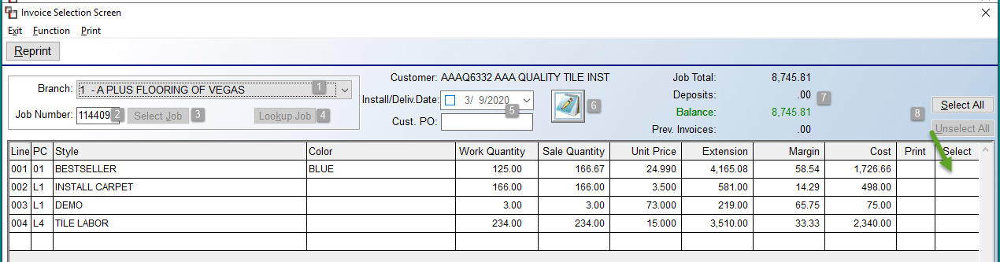 Invoice Selection Screen
Exit Function Print
Reprint
Branch: 1 - A PLUS FLOORING OF VEGAS 1
Job Number: 114409 2 Select Job 3 Lookup Job 4
Customer: AAAQ6332 AAA QUALITY TILE INST
Install/Deliv.Date: 3/ 9/2020 5
Cust. PO:
6
Job Total: 8,745.81
Deposits: .00 7
Balance: 8,745.81
Prev. Invoices: .00
8 Select All
Unselect All
Line PC Style Color Work Quantity Sale Quantity Unit Price Extension Margin Cost Print Select
001 01 BESTSELLER BLUE 125.00 166.67 24.990 4,165.08 58.54 1,726.66
002 L1 INSTALL CARPET 166.00 166.00 3.500 581.00 14.29 498.00
003 L1 DEMO 3.00 3.00 73.000 219.00 65.75 75.00
004 L4 TILE LABOR 234.00 234.00 15.000 3,510.00 33.33 2,340.00